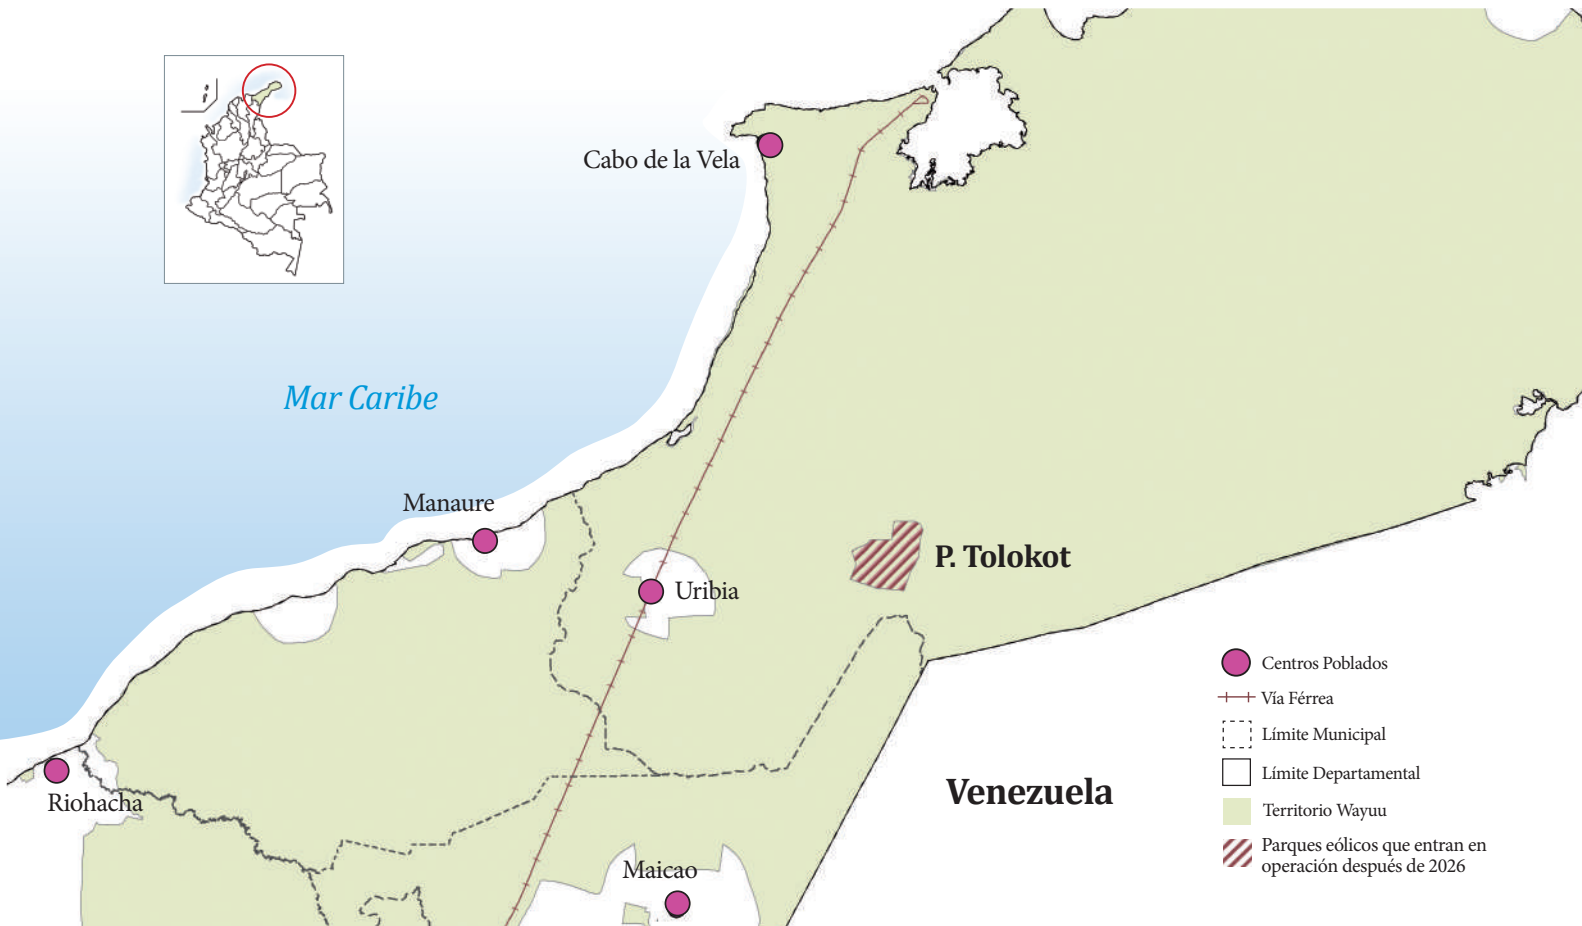 Cabo de la Vela
Mar Caribe
Manaure
P. Tolokot
Uribia
Riohacha
Venezuela
Maicao
Centros Poblados
Vía Férrea
Límite Municipal
Límite Departamental
Territorio Wayuu
Parques eólicos que entran en
operación después de 2026